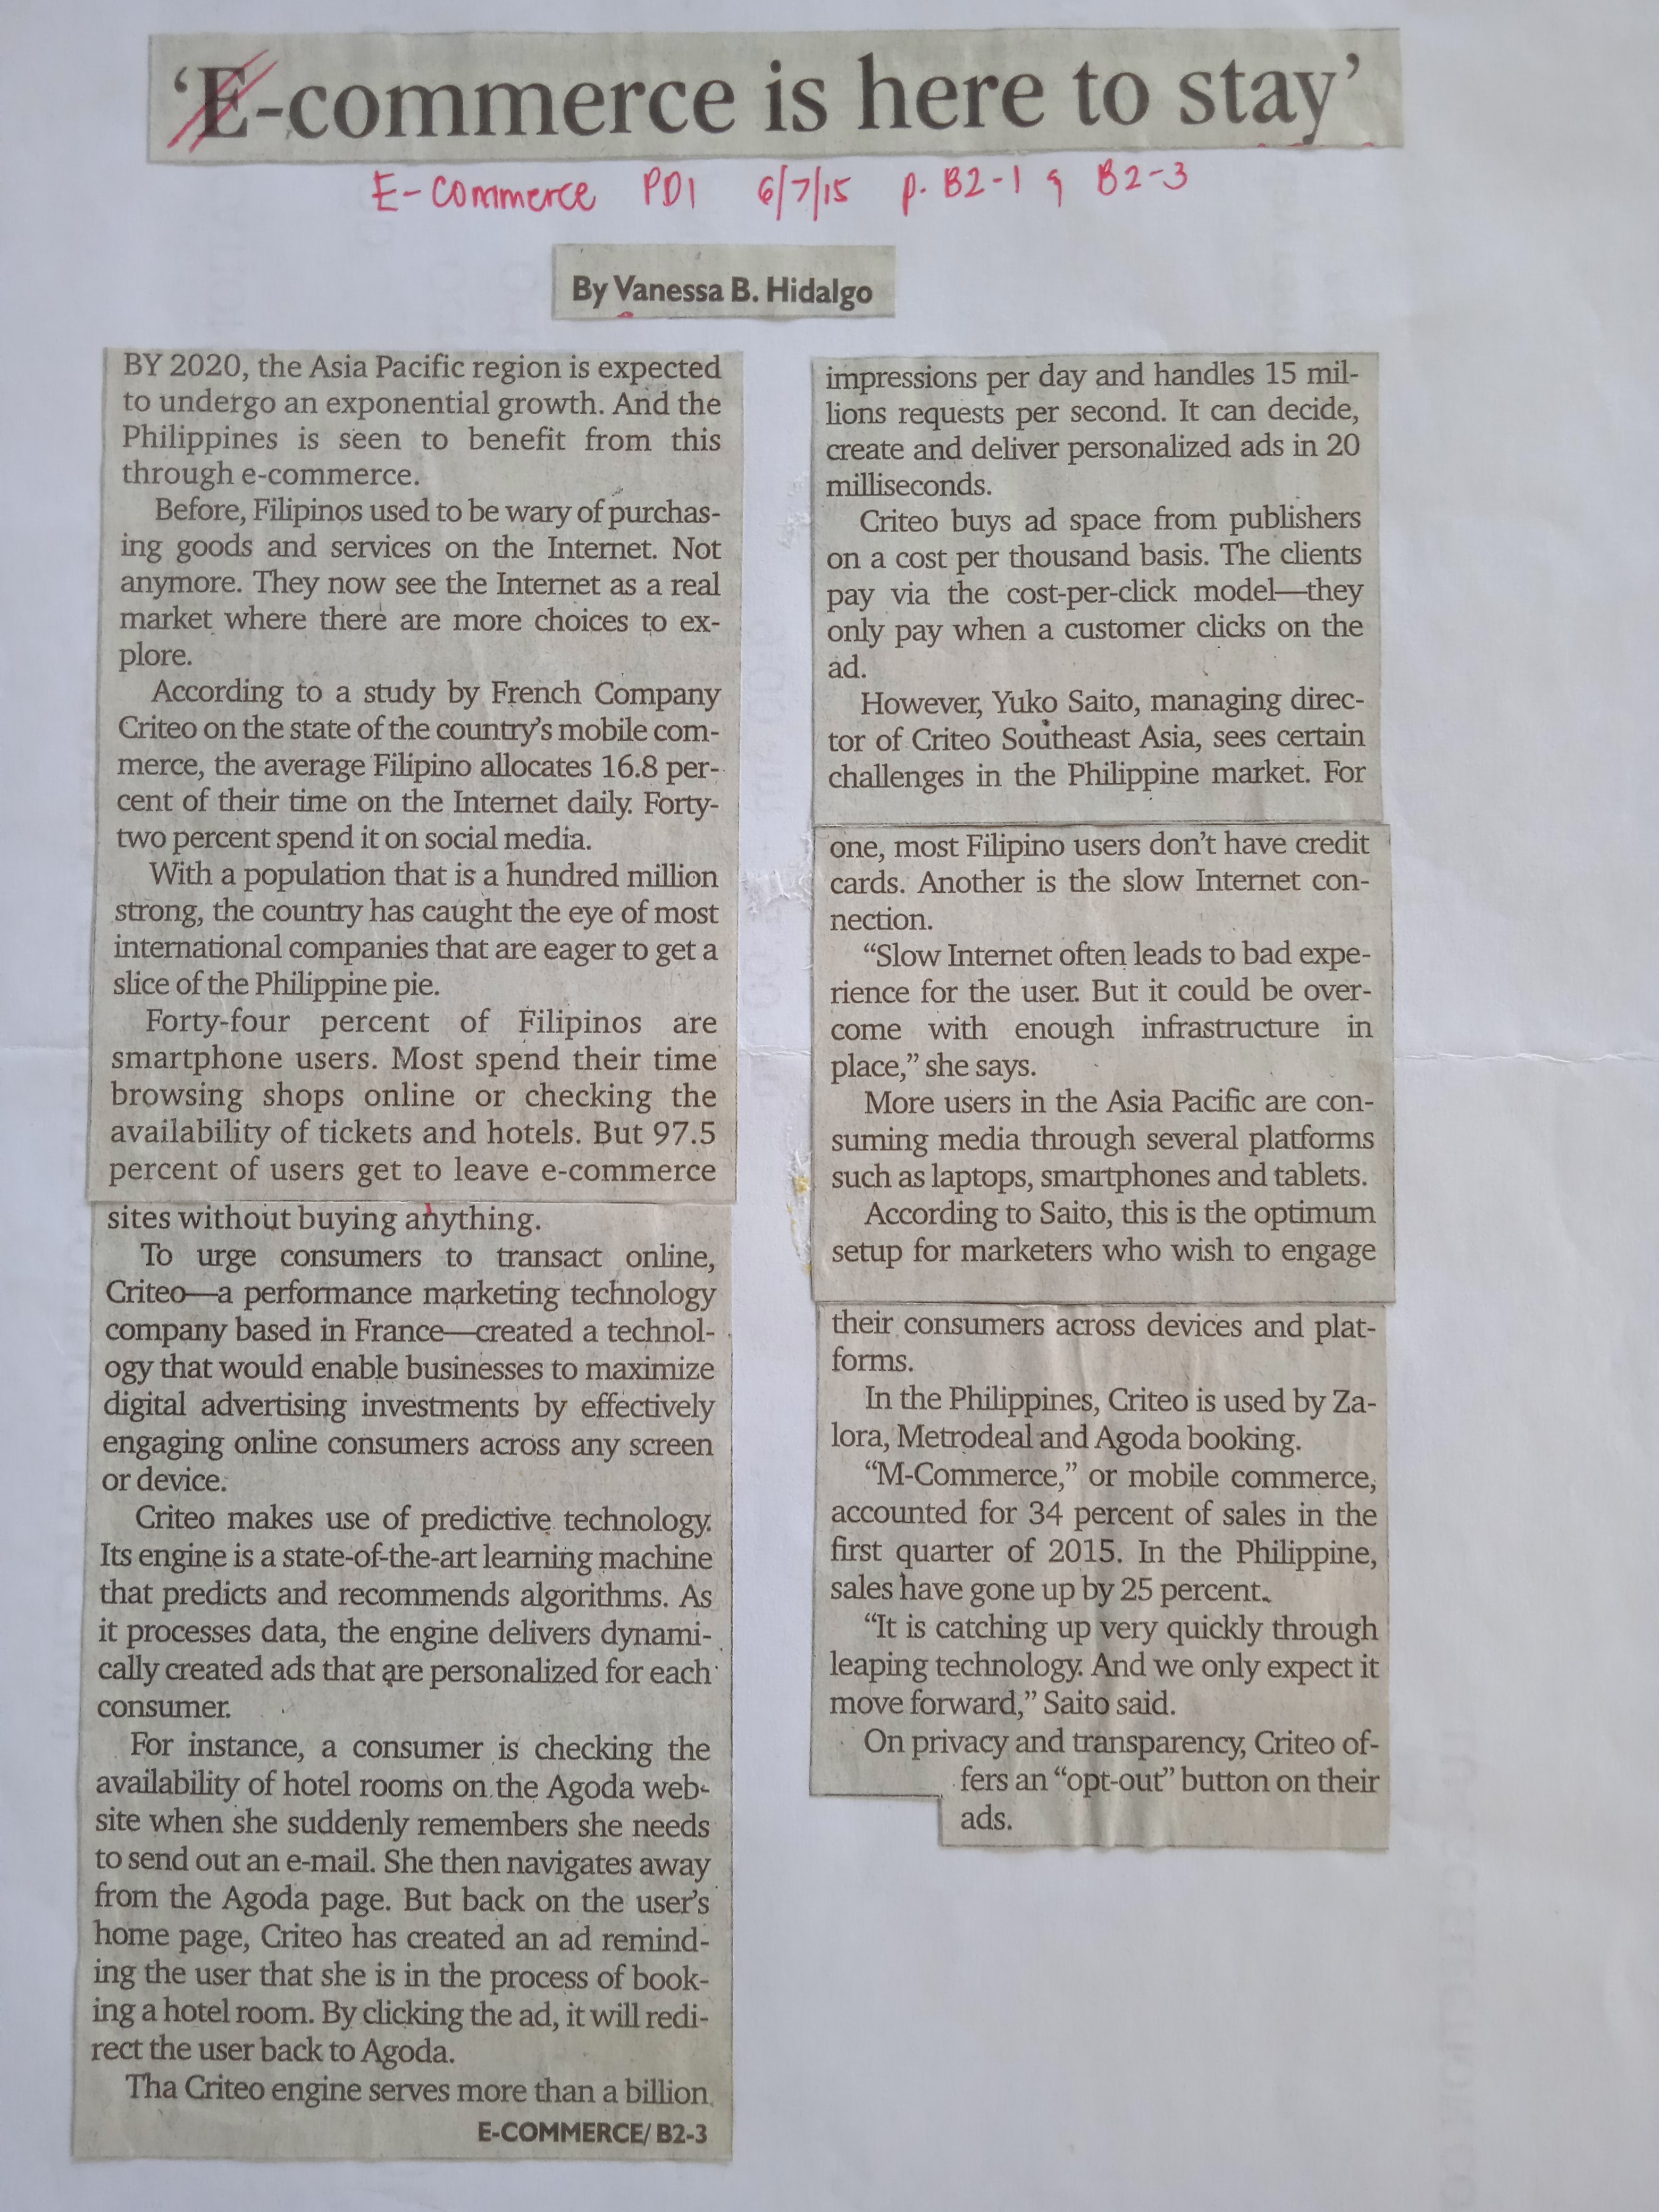 ‘E-commerce is here to stay’
E-Commerce PDI 6/7/15 p. B2-1 & B2-3
By Vanessa B. Hidalgo
BY 2020, the Asia Pacific region is expected
to undergo an exponential growth. And the
Philippines is seen to benefit from this
through e-commerce.
Before, Filipinos used to be wary of purchas-
ing goods and services on the Internet. Not
anymore. They now see the Internet as a real
market where there are more choices to ex-
plore.
According to a study by French Company
Criteo on the state of the country’s mobile com-
merce, the average Filipino allocates 16.8 per-
cent of their time on the Internet daily. Forty-
two percent spend it on social media.
With a population that is a hundred million
strong, the country has caught the eye of most
international companies that are eager to get a
slice of the Philippine pie.
Forty-four percent of Filipinos are
smartphone users. Most spend their time
browsing shops online or checking the
availability of tickets and hotels. But 97.5
percent of users get to leave e-commerce
sites without buying anything.
To urge consumers to transact online,
Criteo—a performance marketing technology
company based in France—created a technol-
ogy that would enable businesses to maximize
digital advertising investments by effectively
engaging online consumers across any screen
or device.
Criteo makes use of predictive technology.
Its engine is a state-of-the-art learning machine
that predicts and recommends algorithms. As
it processes data, the engine delivers dynami-
cally created ads that are personalized for each
consumer.
For instance, a consumer is checking the
availability of hotel rooms on the Agoda web-
site when she suddenly remembers she needs
to send out an e-mail. She then navigates away
from the Agoda page. But back on the user’s
home page, Criteo has created an ad remind-
ing the user that she is in the process of book-
ing a hotel room. By clicking the ad, it will redi-
rect the user back to Agoda.
Tha Criteo engine serves more than a billion
E-COMMERCE/ B2-3
impressions per day and handles 15 mil-
lions requests per second. It can decide,
create and deliver personalized ads in 20
milliseconds.
Criteo buys ad space from publishers
on a cost per thousand basis. The clients
pay via the cost-per-click model—they
only pay when a customer clicks on the
ad.
However, Yuko Saito, managing direc-
tor of Criteo Southeast Asia, sees certain
challenges in the Philippine market. For
one, most Filipino users don’t have credit
cards. Another is the slow Internet con-
nection.
“Slow Internet often leads to bad expe-
rience for the user. But it could be over-
come with enough infrastructure in
place,” she says.
More users in the Asia Pacific are con-
suming media through several platforms
such as laptops, smartphones and tablets.
According to Saito, this is the optimum
setup for marketers who wish to engage
their consumers across devices and plat-
forms.
In the Philippines, Criteo is used by Za-
lora, Metrodeal and Agoda booking.
“M-Commerce,” or mobile commerce,
accounted for 34 percent of sales in the
first quarter of 2015. In the Philippine,
sales have gone up by 25 percent.
“It is catching up very quickly through
leaping technology. And we only expect it
move forward,” Saito said.
On privacy and transparency, Criteo of-
fers an “opt-out” button on their
ads.